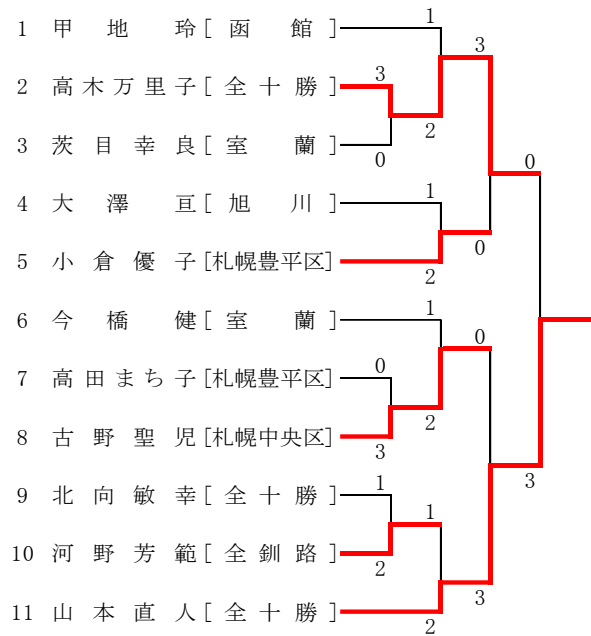 1 甲地 玲[函館] 1
3
2 高木万里子[全十勝] 3
2
3 茨目幸良[室蘭] 0
0
4 大澤 亘[旭川] 1
0
5 小倉優子[札幌豊平区] 2
6 今橋 健[室蘭] 1
0
7 高田まち子[札幌豊平区] 0
2
8 古野聖児[札幌中央区] 3
3
9 北向敏幸[全十勝] 1
1
10 河野芳範[全釧路] 2
3
11 山本直人[全十勝] 2